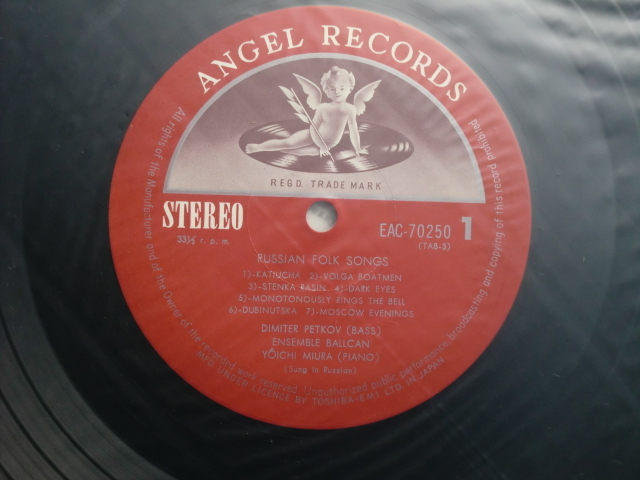 ANGEL RECORDS
REGD. TRADE MARK
STEREO
33⅓ r. p. m.
EAC-70250 1
(TA8-3)
RUSSIAN FOLK SONGS
1)-KATIUCHA 2)-VOLGA BOATMEN
3)-STENKA RASIN 4)-DARK EYES
5)-MONOTONOUSLY RINGS THE BELL
6)-DUBINUTSKA 7)-MOSCOW EVENINGS
DIMITER PETKOV (BASS)
ENSEMBLE BALLCAN
YÔICHI MIURA (PIANO)
(Sung in Russian)
All rights of the Manufacturer and of the Owner of the recorded work reserved. Unauthorized public performance, broadcasting and copying of this record prohibited.
MFD UNDER LICENCE BY TOSHIBA-EMI LTD. IN JAPAN